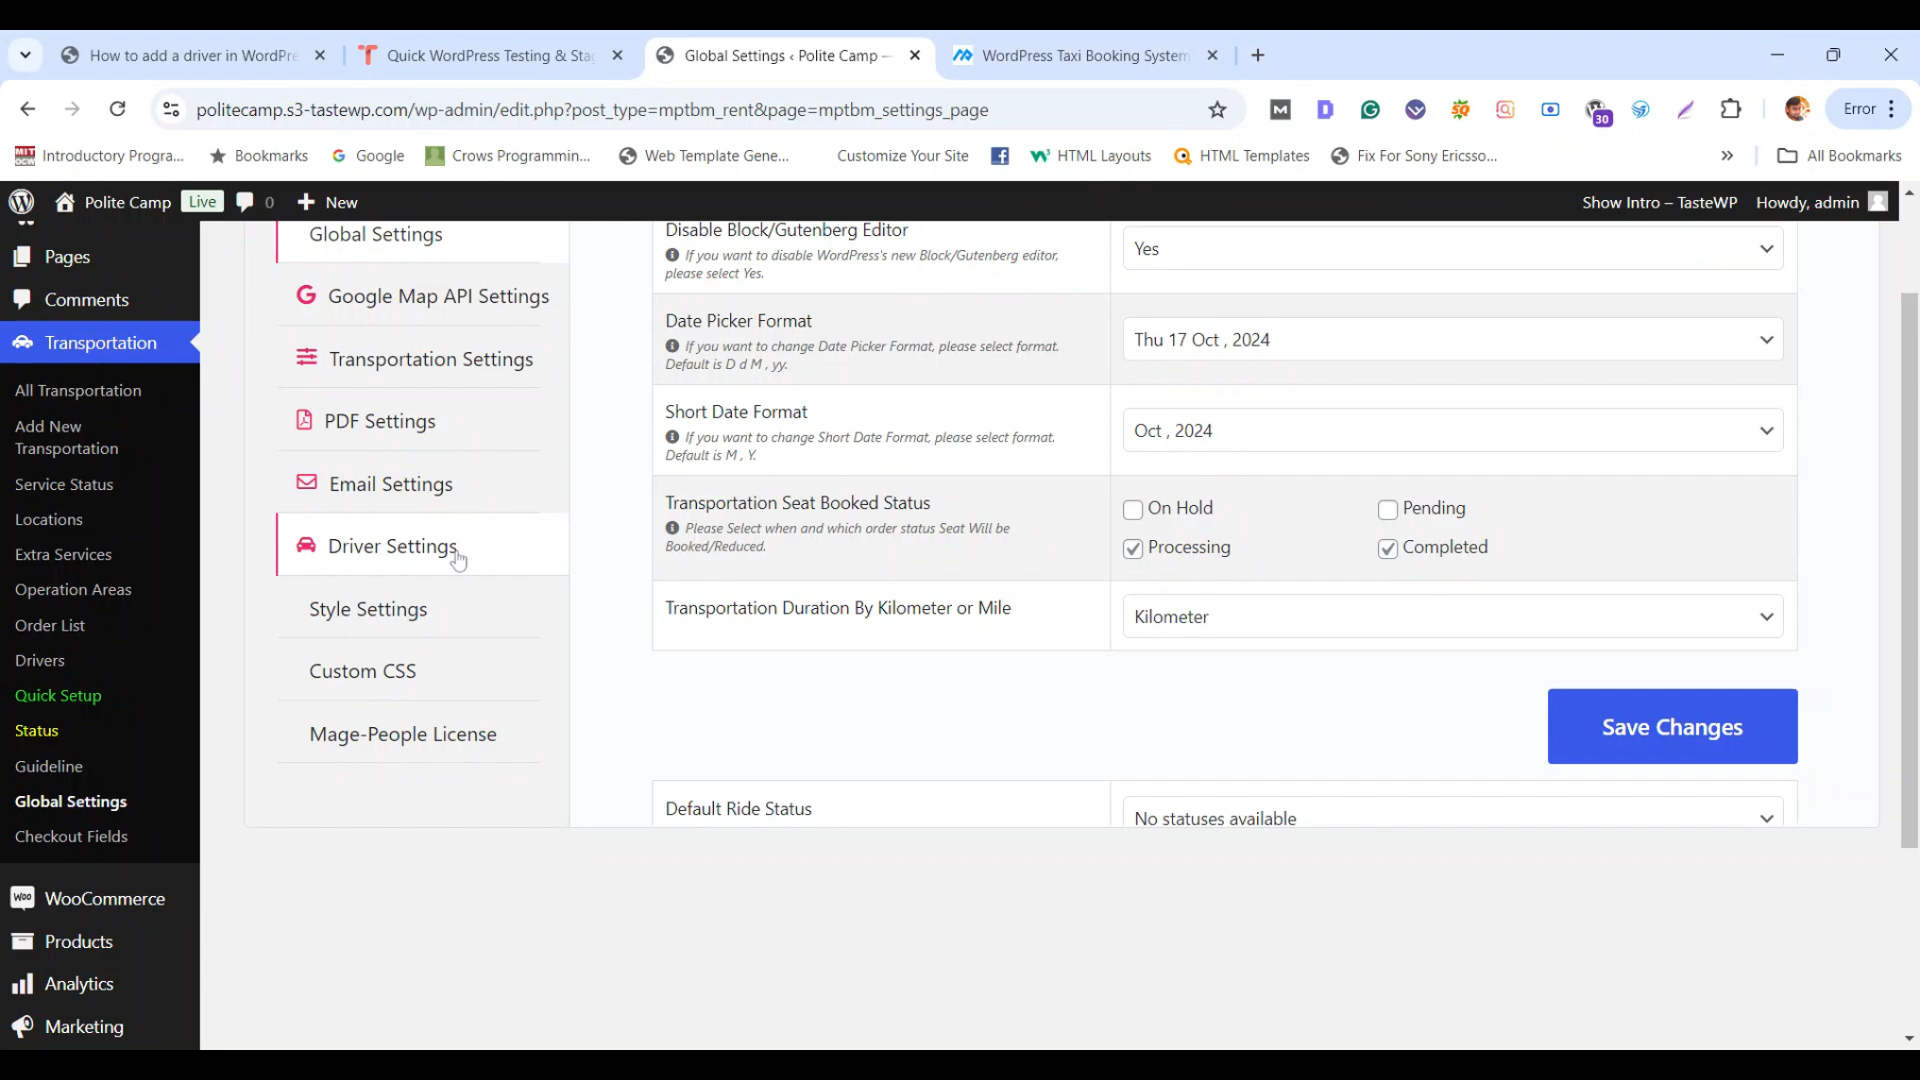 How to add a driver in WordPre
Quick WordPress Testing & Stag
Global Settings ‹ Polite Camp —
WordPress Taxi Booking System
politecamp.s3-tastewp.com/wp-admin/edit.php?post_type=mptbm_rent&page=mptbm_settings_page
30
Error
MIT OCW Introductory Progra...
Bookmarks
Google
Crows Programmin...
Web Template Gene...
Customize Your Site
HTML Layouts
HTML Templates
Fix For Sony Ericsso...
»
All Bookmarks
Polite Camp Live 0 New
Show Intro – TasteWP Howdy, admin
Pages
Comments
Transportation
All Transportation
Add New
Transportation
Service Status
Locations
Extra Services
Operation Areas
Order List
Drivers
Quick Setup
Status
Guideline
Global Settings
Checkout Fields
WooCommerce
Products
Analytics
Marketing
Global Settings
Google Map API Settings
Transportation Settings
PDF Settings
Email Settings
Driver Settings
Style Settings
Custom CSS
Mage-People License
Disable Block/Gutenberg Editor
If you want to disable WordPress's new Block/Gutenberg editor,
please select Yes.
Yes
Date Picker Format
If you want to change Date Picker Format, please select format.
Default is D d M , yy.
Thu 17 Oct , 2024
Short Date Format
If you want to change Short Date Format, please select format.
Default is M , Y.
Oct , 2024
Transportation Seat Booked Status
Please Select when and which order status Seat Will be
Booked/Reduced.
On Hold Pending
Processing Completed
Transportation Duration By Kilometer or Mile
Kilometer
Save Changes
Default Ride Status
No statuses available